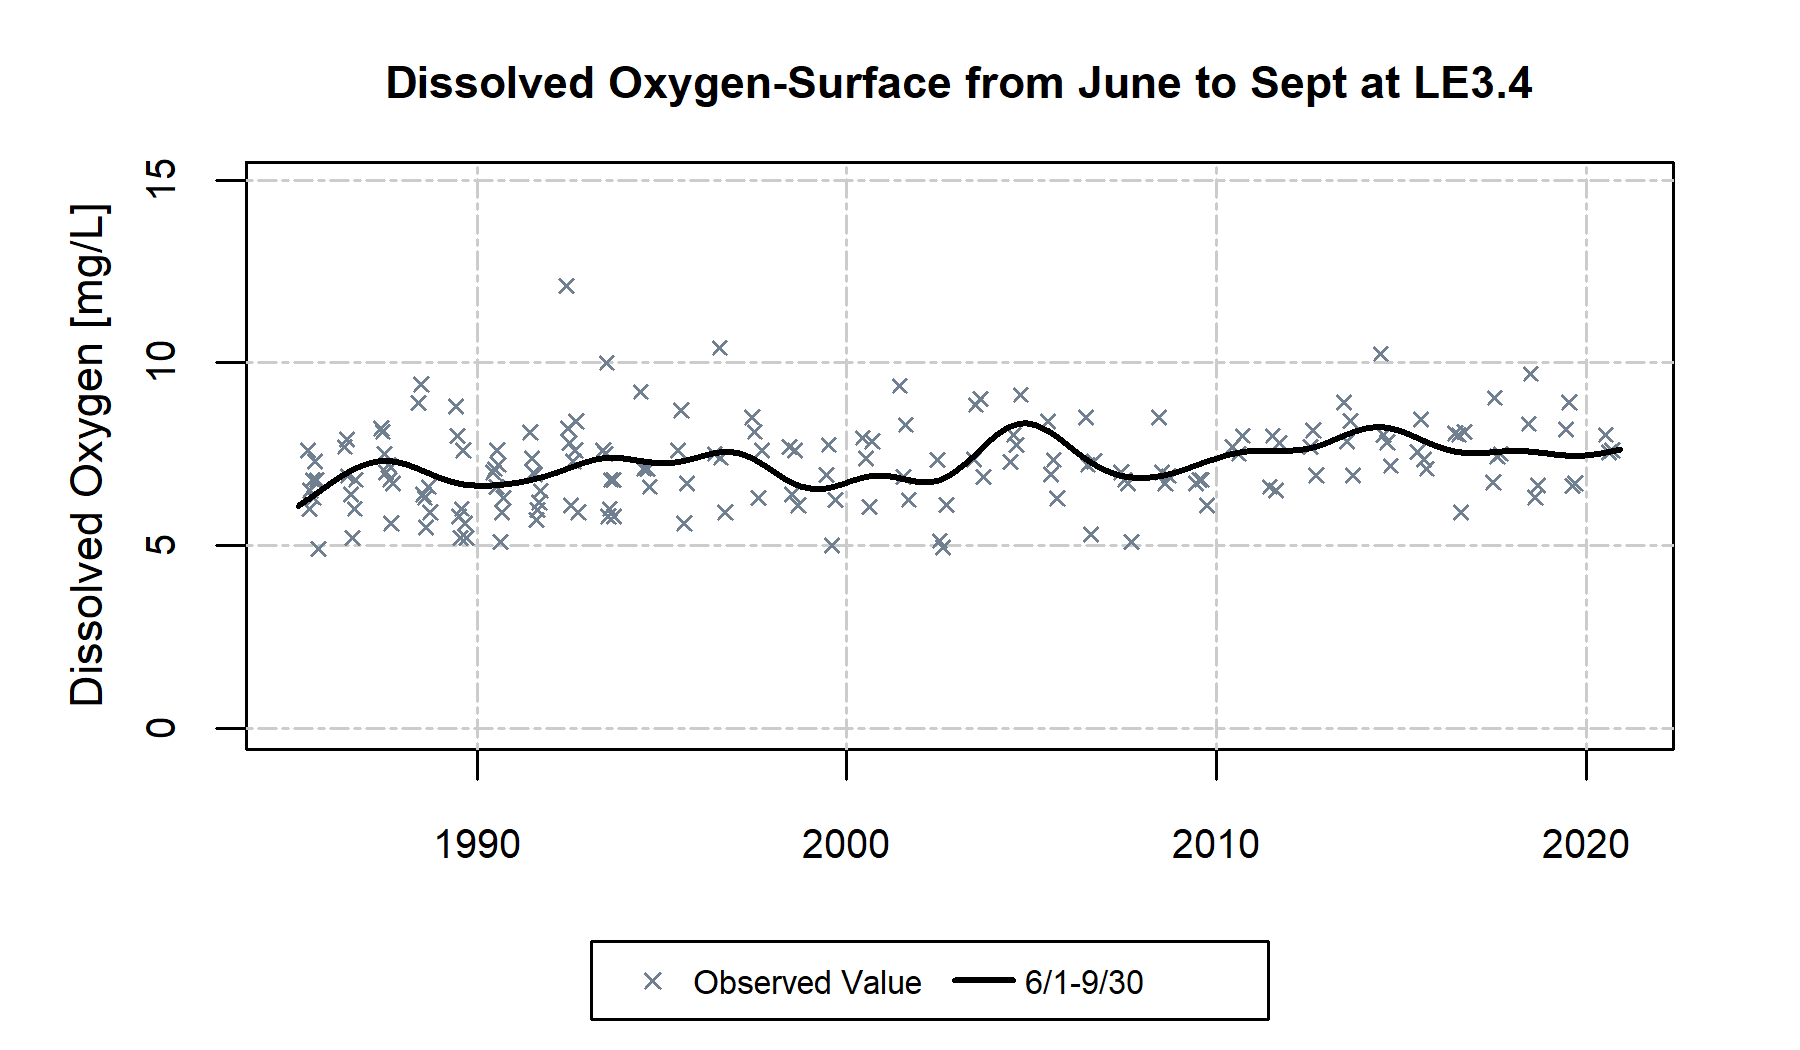 Dissolved Oxygen-Surface from June to Sept at LE3.4
Dissolved Oxygen [mg/L]
15
10
5
0
1990 2000 2010 2020
Observed Value 6/1-9/30